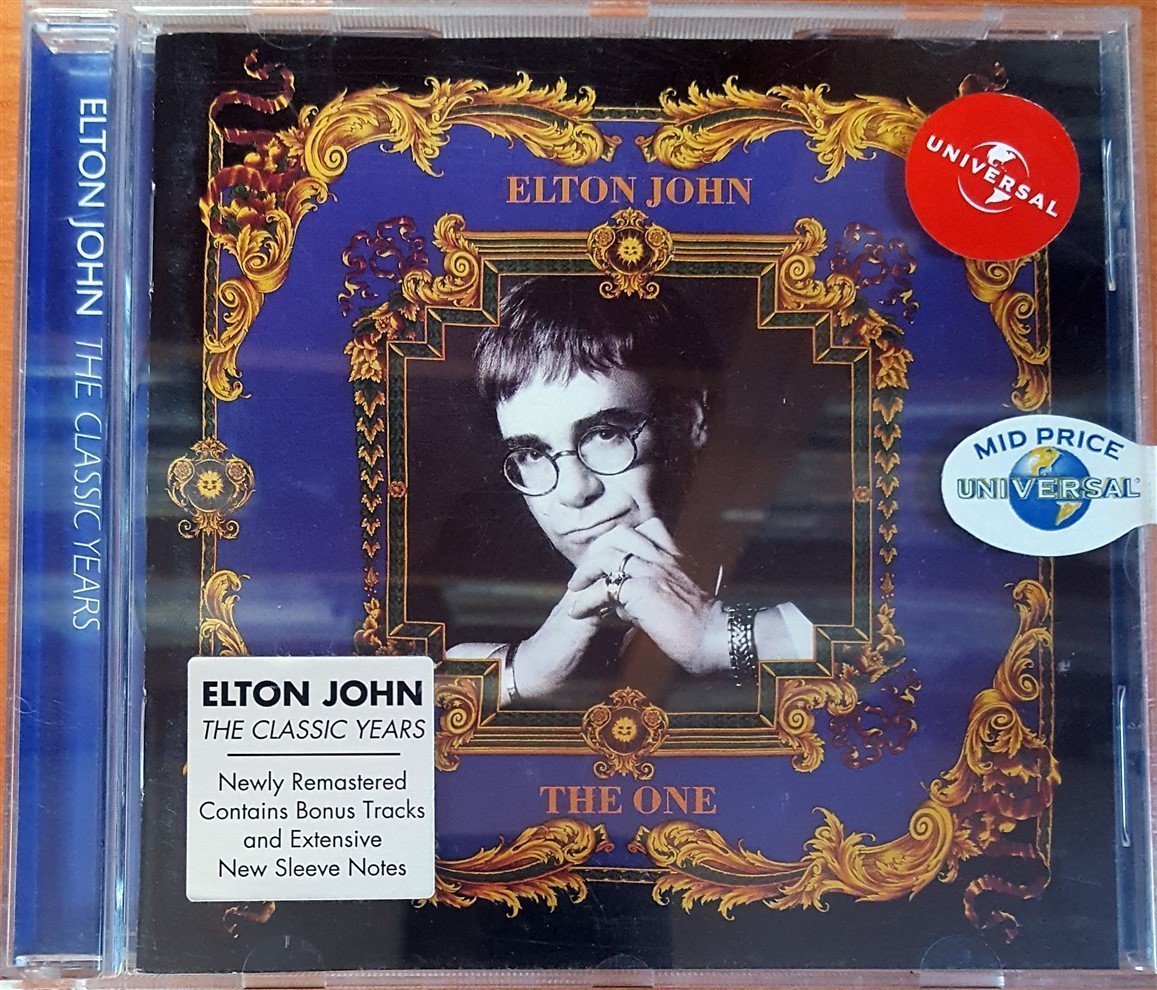 ELTON JOHN THE CLASSIC YEARS
ELTON JOHN
UNIVERSAL
MID PRICE
UNIVERSAL
THE ONE
ELTON JOHN
THE CLASSIC YEARS
Newly Remastered
Contains Bonus Tracks
and Extensive
New Sleeve Notes